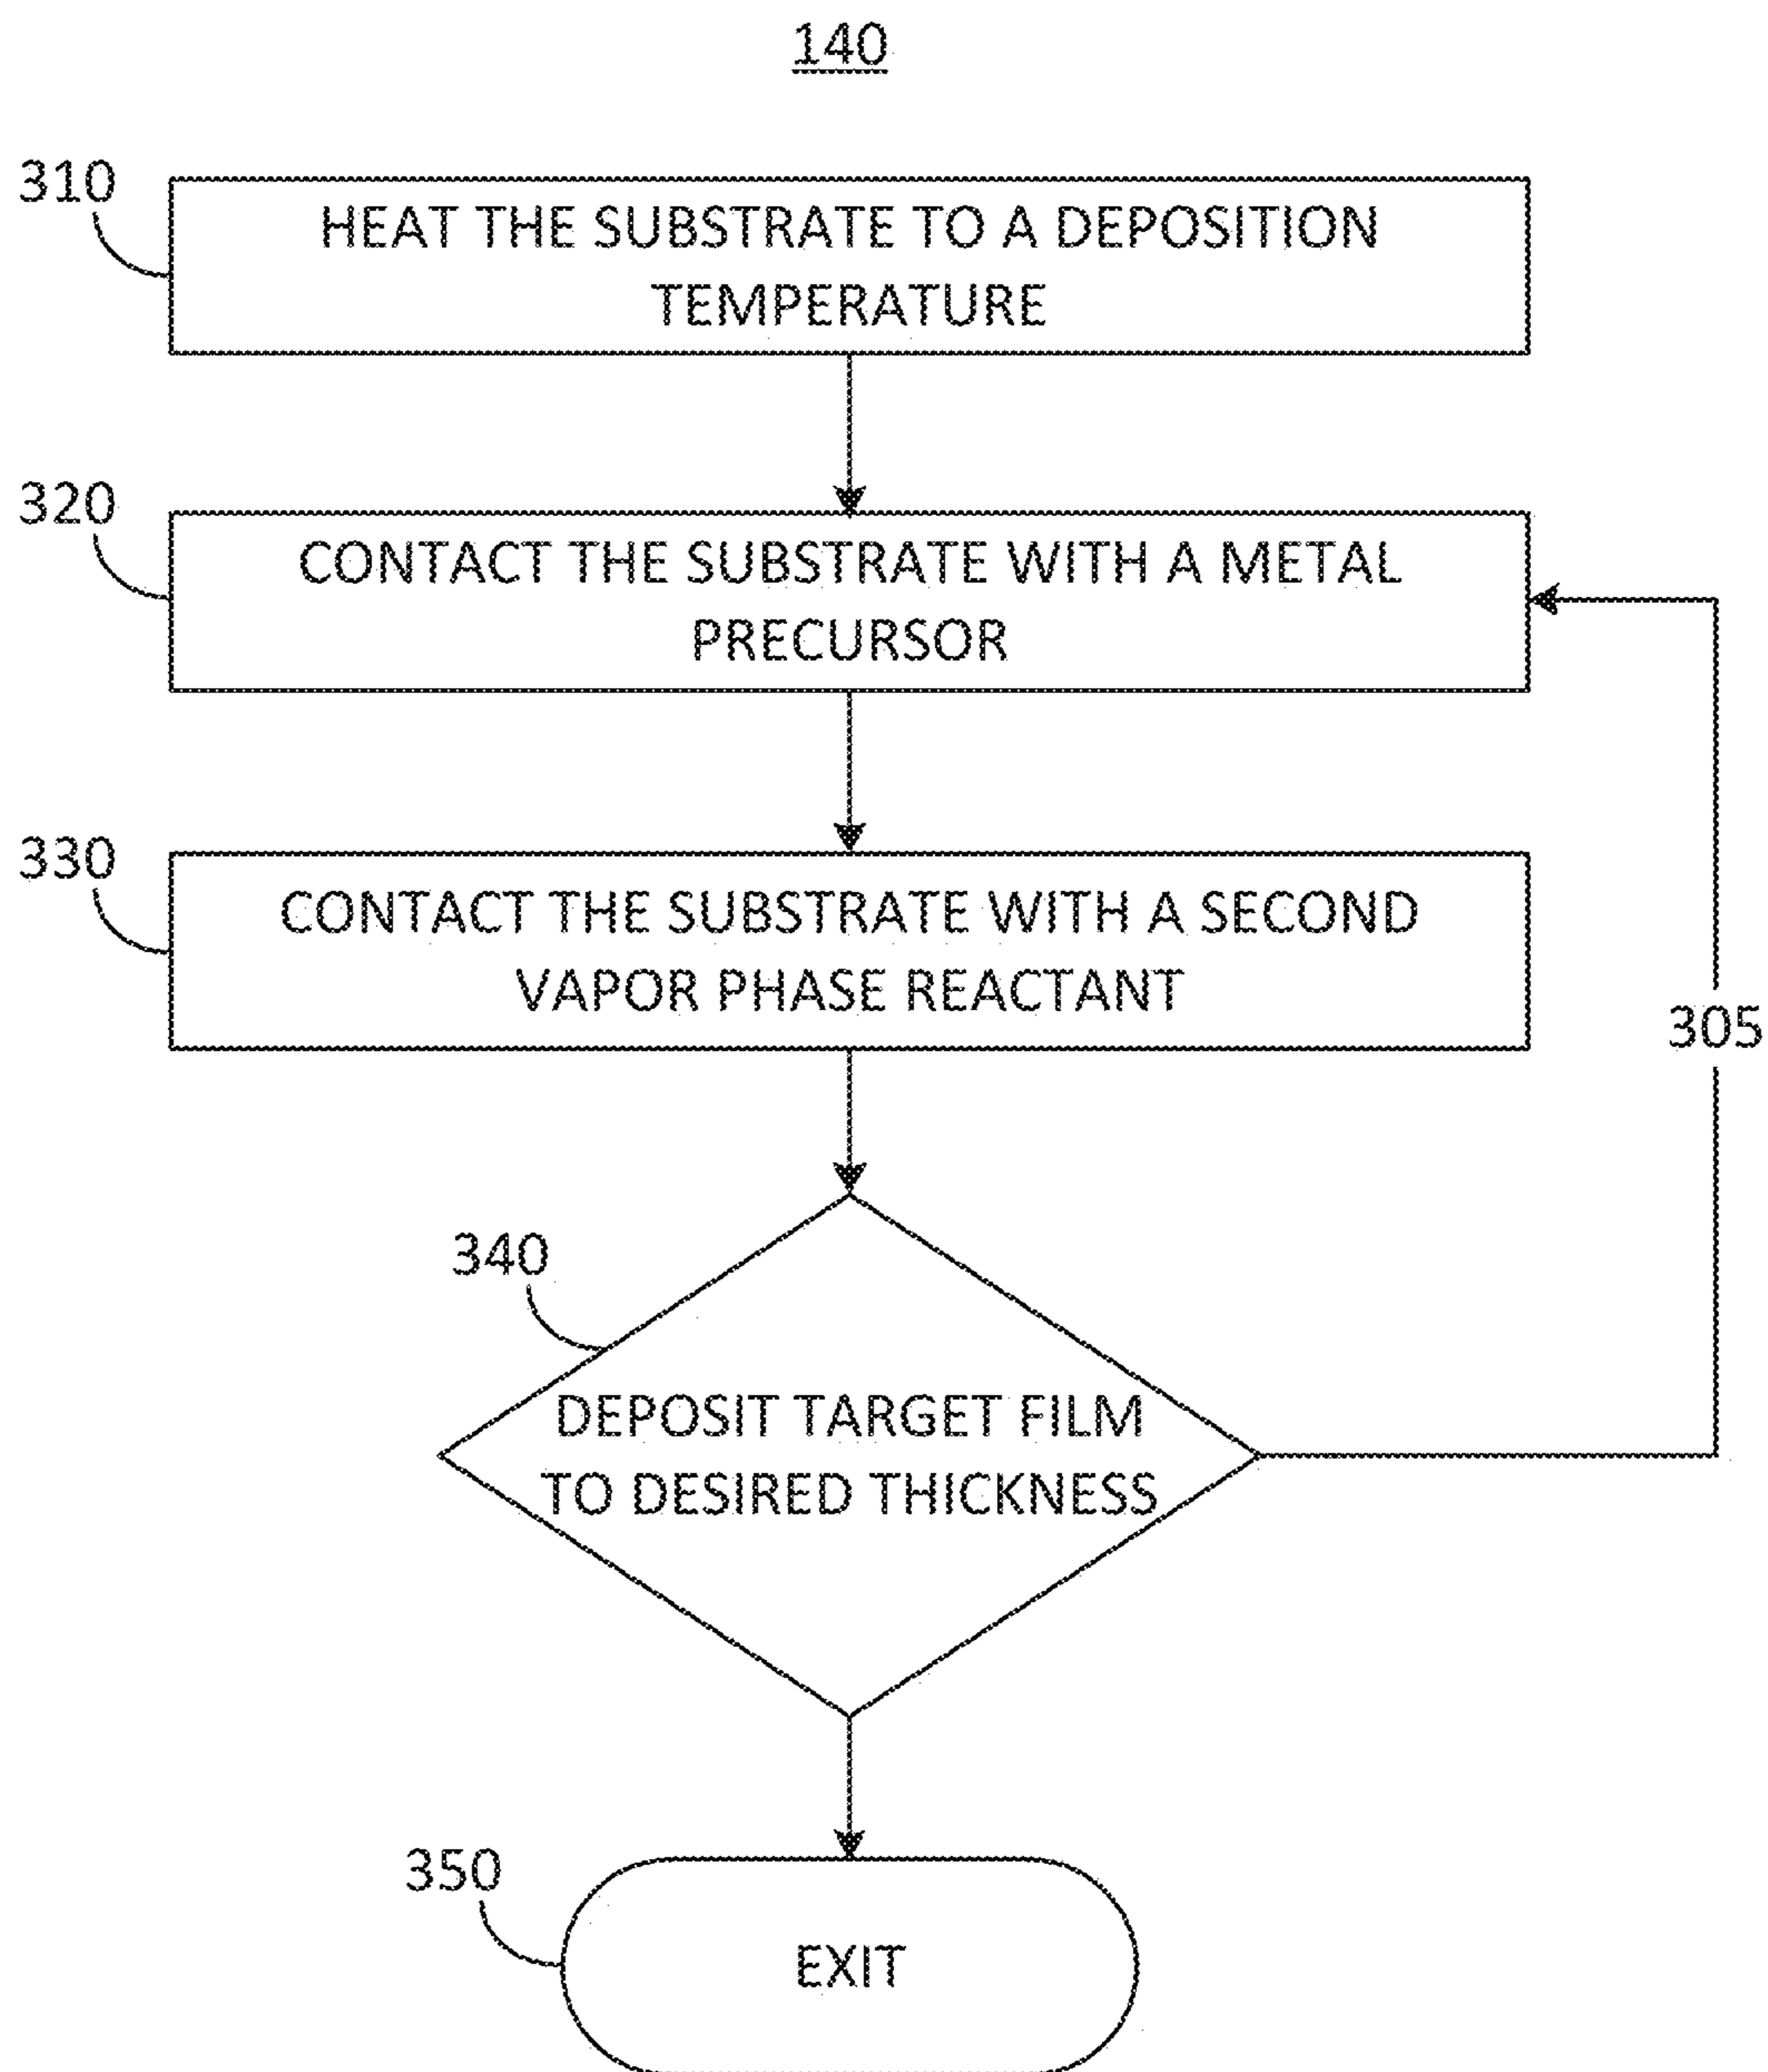 140
310
HEAT THE SUBSTRATE TO A DEPOSITION
TEMPERATURE
320
CONTACT THE SUBSTRATE WITH A METAL
PRECURSOR
330
CONTACT THE SUBSTRATE WITH A SECOND
VAPOR PHASE REACTANT
305
340
DEPOSIT TARGET FILM
TO DESIRED THICKNESS
350
EXIT